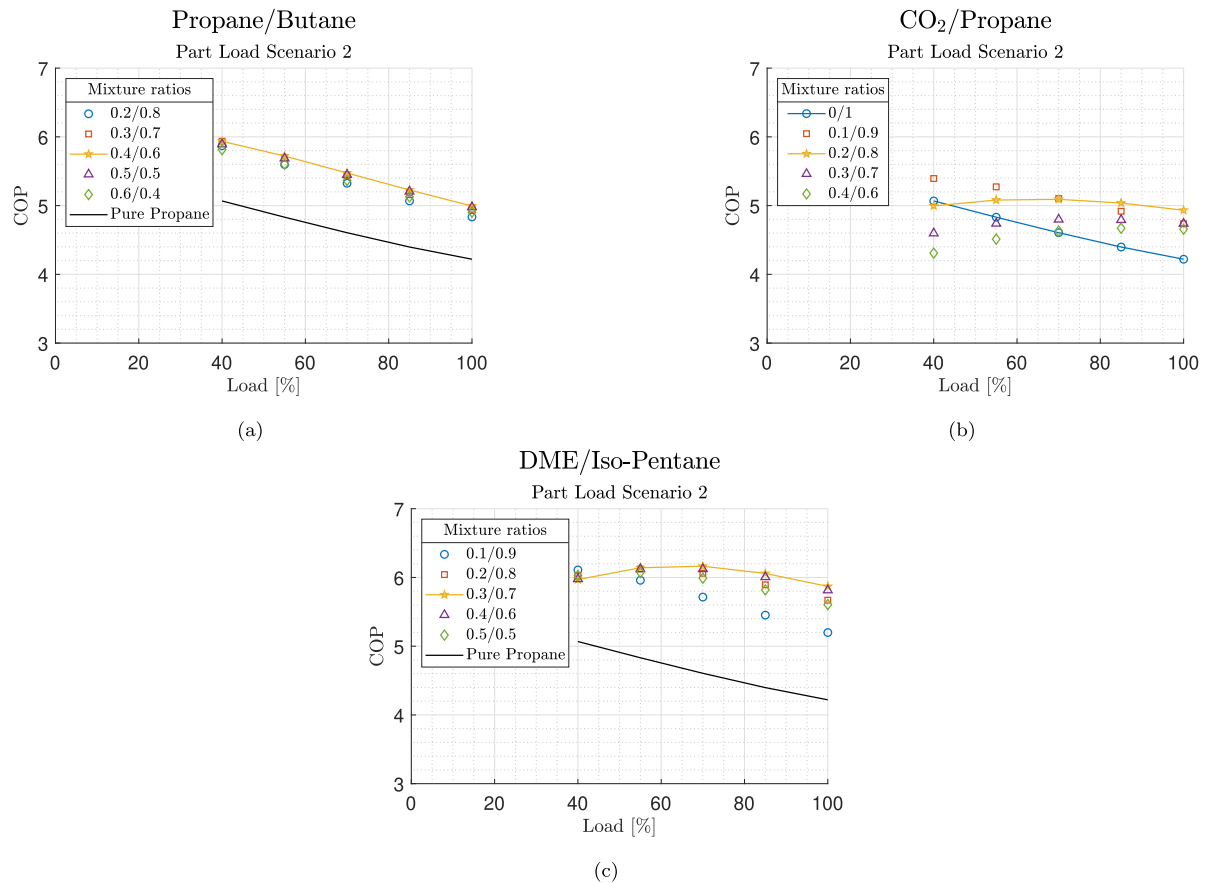 Propane/Butane
Part Load Scenario 2
7
6
5
4
3
COP
Mixture ratios
0.2/0.8
0.3/0.7
0.4/0.6
0.5/0.5
0.6/0.4
Pure Propane
0 20 40 60 80 100
Load [%]
(a)
CO₂/Propane
Part Load Scenario 2
7
6
5
4
3
COP
Mixture ratios
0/1
0.1/0.9
0.2/0.8
0.3/0.7
0.4/0.6
0 20 40 60 80 100
Load [%]
(b)
DME/Iso-Pentane
Part Load Scenario 2
7
6
5
4
3
COP
Mixture ratios
0.1/0.9
0.2/0.8
0.3/0.7
0.4/0.6
0.5/0.5
Pure Propane
0 20 40 60 80 100
Load [%]
(c)